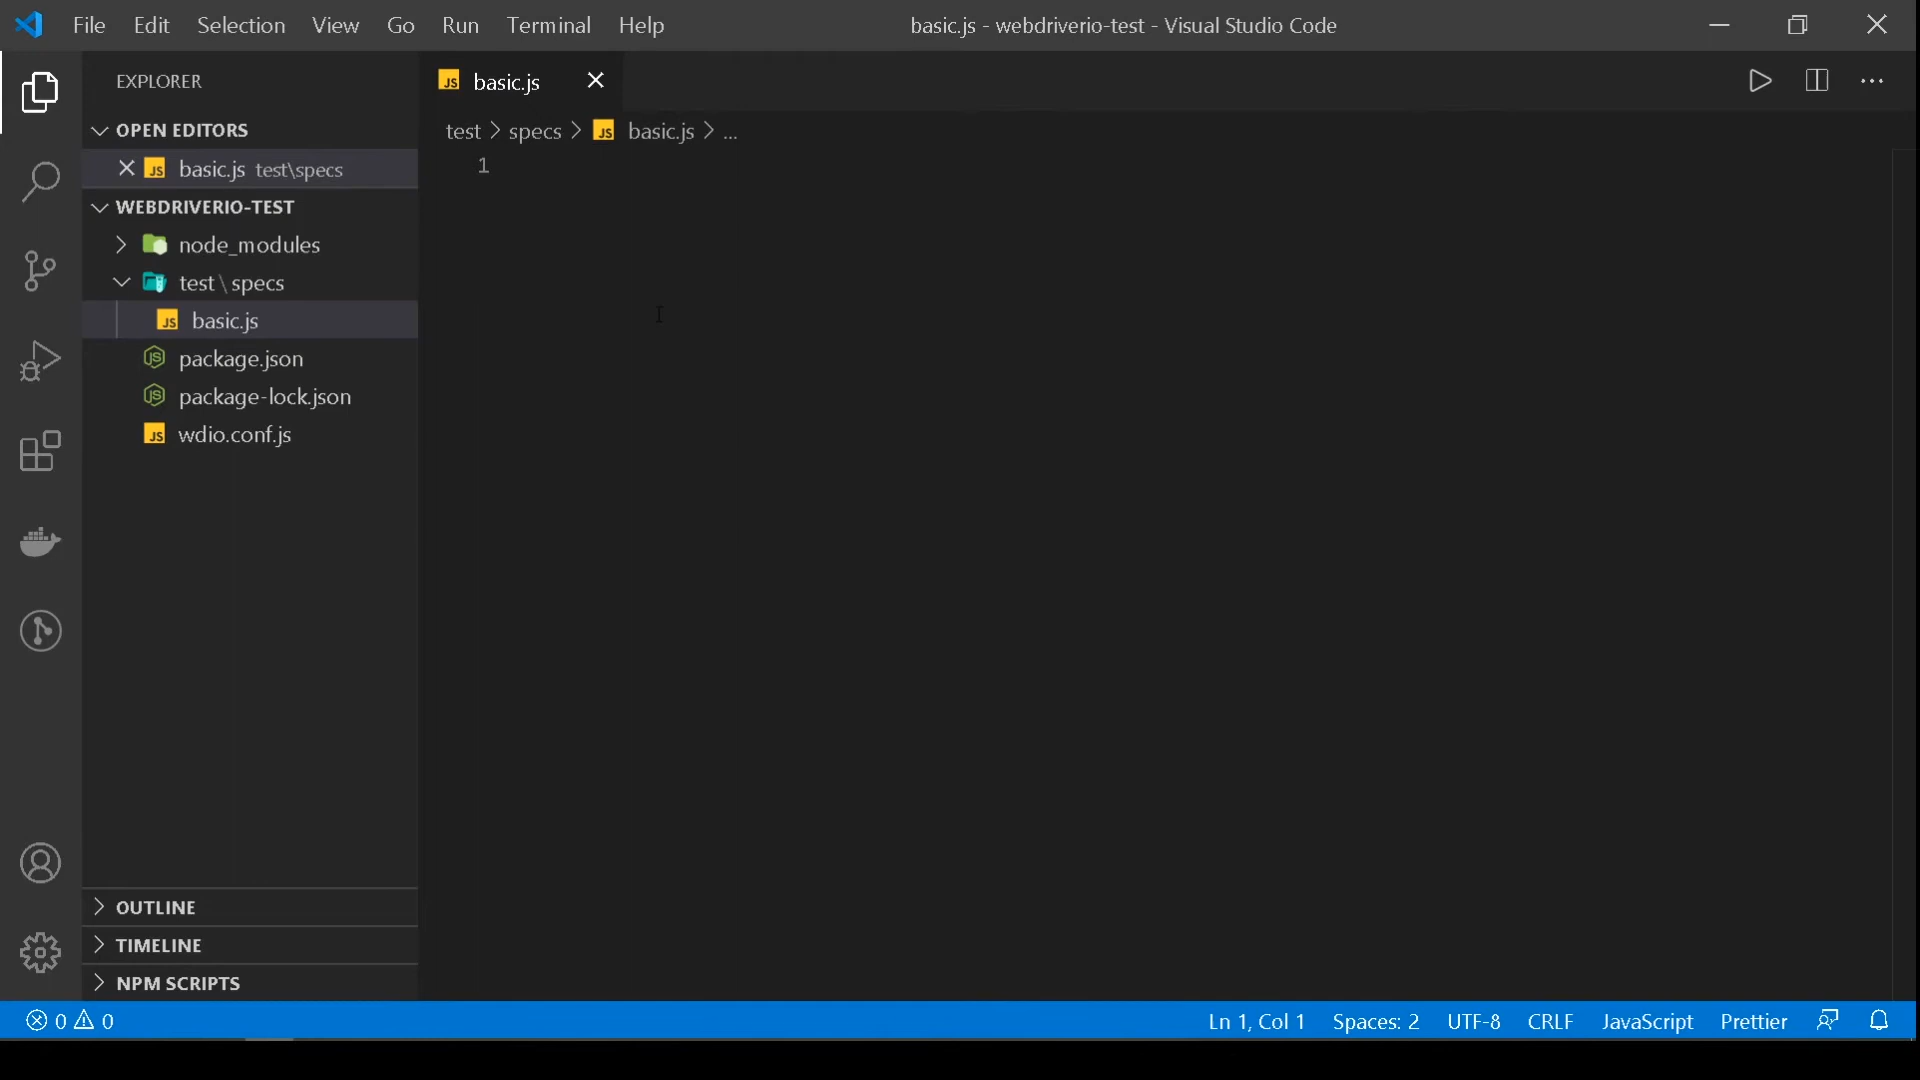 File Edit Selection View Go Run Terminal Help basic.js - webdriverio-test - Visual Studio Code
EXPLORER
OPEN EDITORS
basic.js test\specs
WEBDRIVERIO-TEST
node_modules
test\specs
basic.js
package.json
package-lock.json
wdio.conf.js
OUTLINE
TIMELINE
NPM SCRIPTS
basic.js
test > specs > JS basic.js > ...
1
0 0 Ln 1, Col 1 Spaces: 2 UTF-8 CRLF JavaScript Prettier